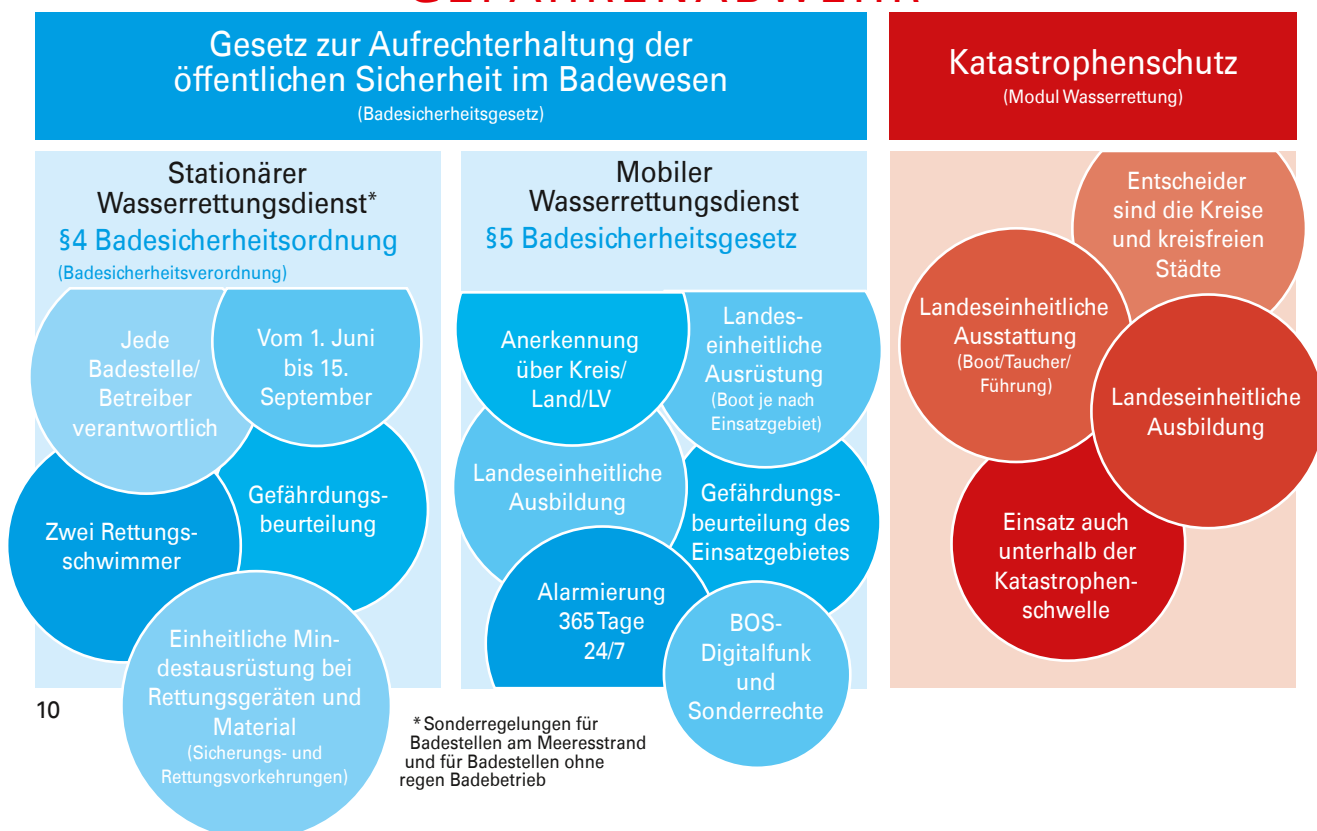 Gesetz zur Aufrechterhaltung der
öffentlichen Sicherheit im Badewesen
(Badesicherheitsgesetz)
Katastrophenschutz
(Modul Wasserrettung)
Stationärer
Wasserrettungsdienst*
§4 Badesicherheitsordnung
(Badesicherheitsverordnung)
Jede
Badestelle/
Betreiber
verantwortlich
Vom 1. Juni
bis 15.
September
Zwei Rettungs-
schwimmer
Gefährdungs-
beurteilung
Einheitliche Min-
destausrüstung bei
Rettungsgeräten und
Material
(Sicherungs- und
Rettungsvorkehrungen)
Mobiler
Wasserrettungsdienst
§5 Badesicherheitsgesetz
Anerkennung
über Kreis/
Land/LV
Landes-
einheitliche
Ausrüstung
(Boot je nach
Einsatzgebiet)
Landeseinheitliche
Ausbildung
Gefährdungs-
beurteilung des
Einsatzgebietes
Alarmierung
365 Tage
24/7
BOS-
Digitalfunk
und
Sonderrechte
Entscheider
sind die Kreise
und kreisfreien
Städte
Landeseinheitliche
Ausstattung
(Boot/Taucher/
Führung)
Landeseinheitliche
Ausbildung
Einsatz auch
unterhalb der
Katastrophen-
schwelle
10
*Sonderregelungen für
Badestellen am Meeresstrand
und für Badestellen ohne
regen Badebetrieb